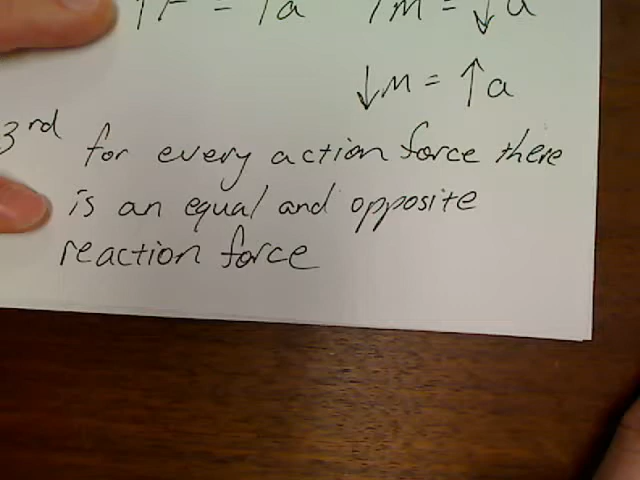 ↑F = ↑a ↑m = ↓a
↓m = ↑a
3rd for every action force there
is an equal and opposite
reaction force